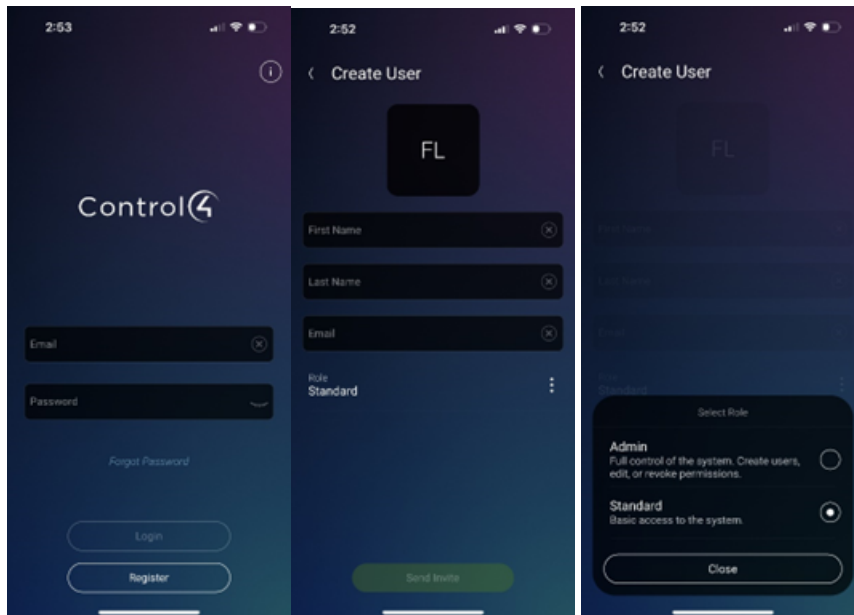 2:53
Control4
Email
Password
Forgot Password
Login
Register
2:52
Create User
FL
First Name
Last Name
Email
Role
Standard
Send Invite
2:52
Create User
FL
First Name
Last Name
Email
Role
Standard
Select Role
Admin
Full control of the system. Create users,
edit, or revoke permissions.
Standard
Basic access to the system.
Close